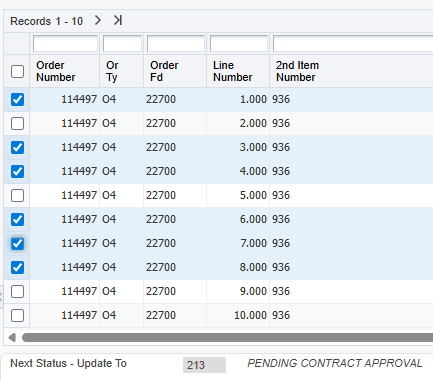 Records 1 - 10
Order Number Or Ty Order Fd Line Number 2nd Item Number
114497 O4 22700 1.000 936
114497 O4 22700 2.000 936
114497 O4 22700 3.000 936
114497 O4 22700 4.000 936
114497 O4 22700 5.000 936
114497 O4 22700 6.000 936
114497 O4 22700 7.000 936
114497 O4 22700 8.000 936
114497 O4 22700 9.000 936
114497 O4 22700 10.000 936
Next Status - Update To 213 PENDING CONTRACT APPROVAL